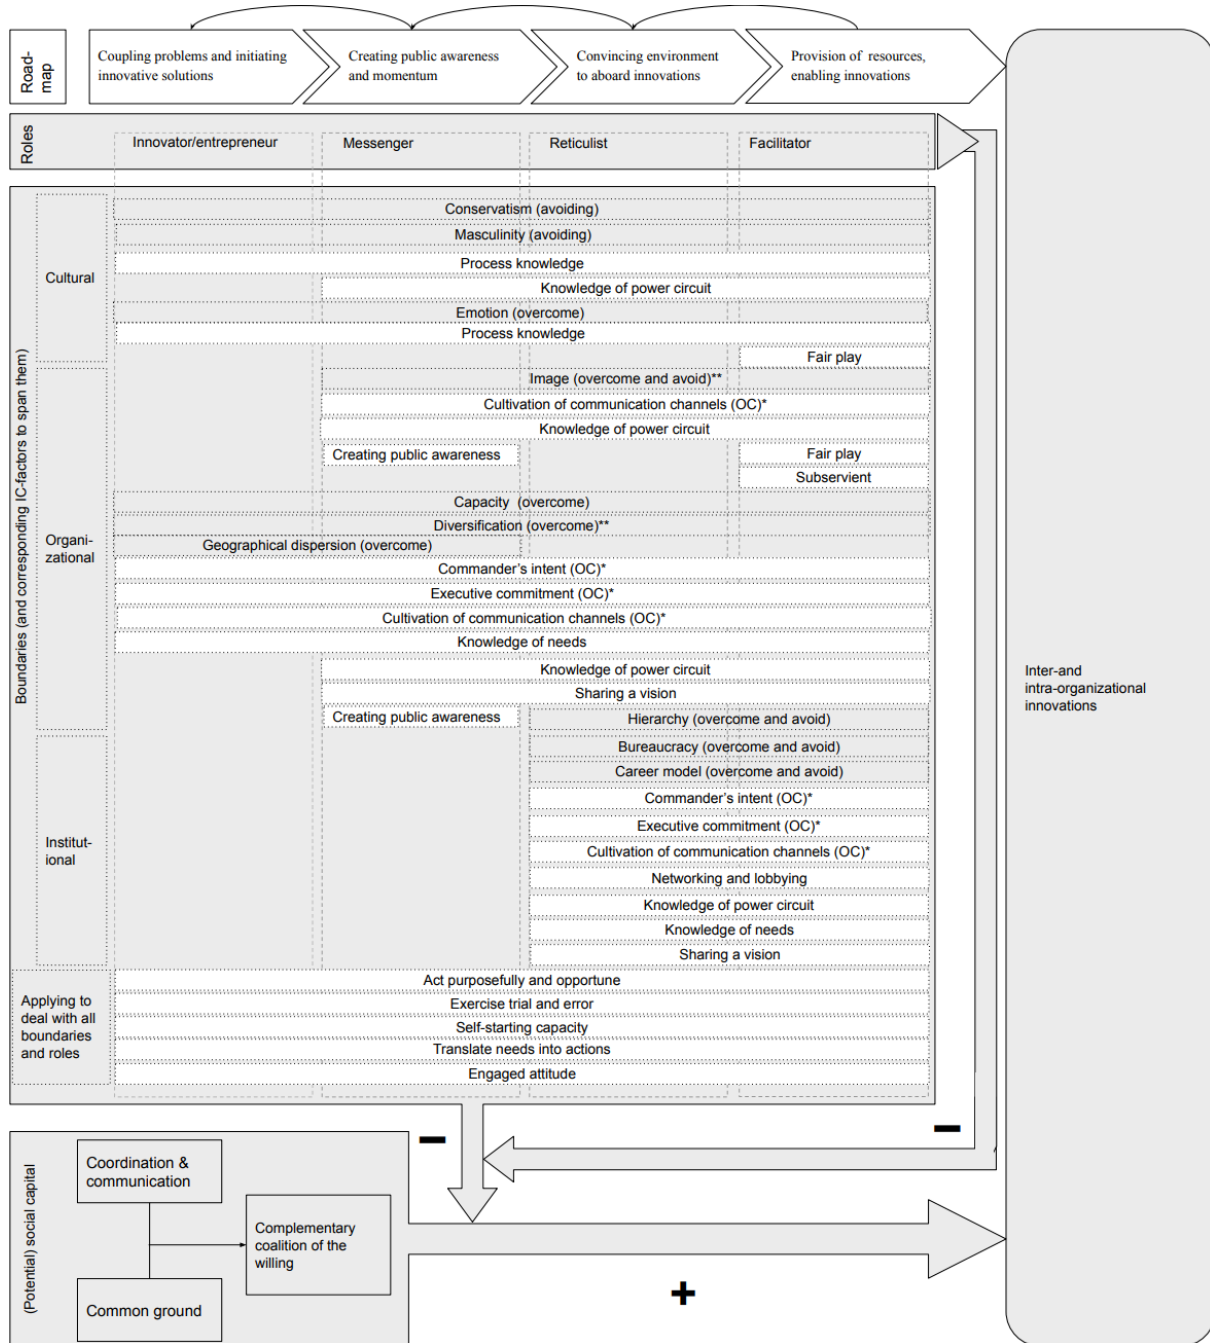 Road-
map
Coupling problems and initiating
innovative solutions
Creating public awareness
and momentum
Convincing environment
to aboard innovations
Provision of resources,
enabling innovations
Roles
Innovator/entrepreneur
Messenger
Reticulist
Facilitator
Boundaries (and corresponding IC-factors to span them)
Cultural
Conservatism (avoiding)
Masculinity (avoiding)
Process knowledge
Knowledge of power circuit
Emotion (overcome)
Process knowledge
Fair play
Organi-
zational
Image (overcome and avoid)**
Cultivation of communication channels (OC)*
Knowledge of power circuit
Creating public awareness
Fair play
Subservient
Capacity (overcome)
Diversification (overcome)**
Geographical dispersion (overcome)
Commander's intent (OC)*
Executive commitment (OC)*
Cultivation of communication channels (OC)*
Knowledge of needs
Knowledge of power circuit
Sharing a vision
Creating public awareness
Hierarchy (overcome and avoid)
Institut-
ional
Bureaucracy (overcome and avoid)
Career model (overcome and avoid)
Commander's intent (OC)*
Executive commitment (OC)*
Cultivation of communication channels (OC)*
Networking and lobbying
Knowledge of power circuit
Knowledge of needs
Sharing a vision
Applying to
deal with all
boundaries
and roles
Act purposefully and opportune
Exercise trial and error
Self-starting capacity
Translate needs into actions
Engaged attitude
Inter-and
intra-organizational
innovations
−
−
(Potential) social capital
Coordination &
communication
Complementary
coalition of the
willing
Common ground
+